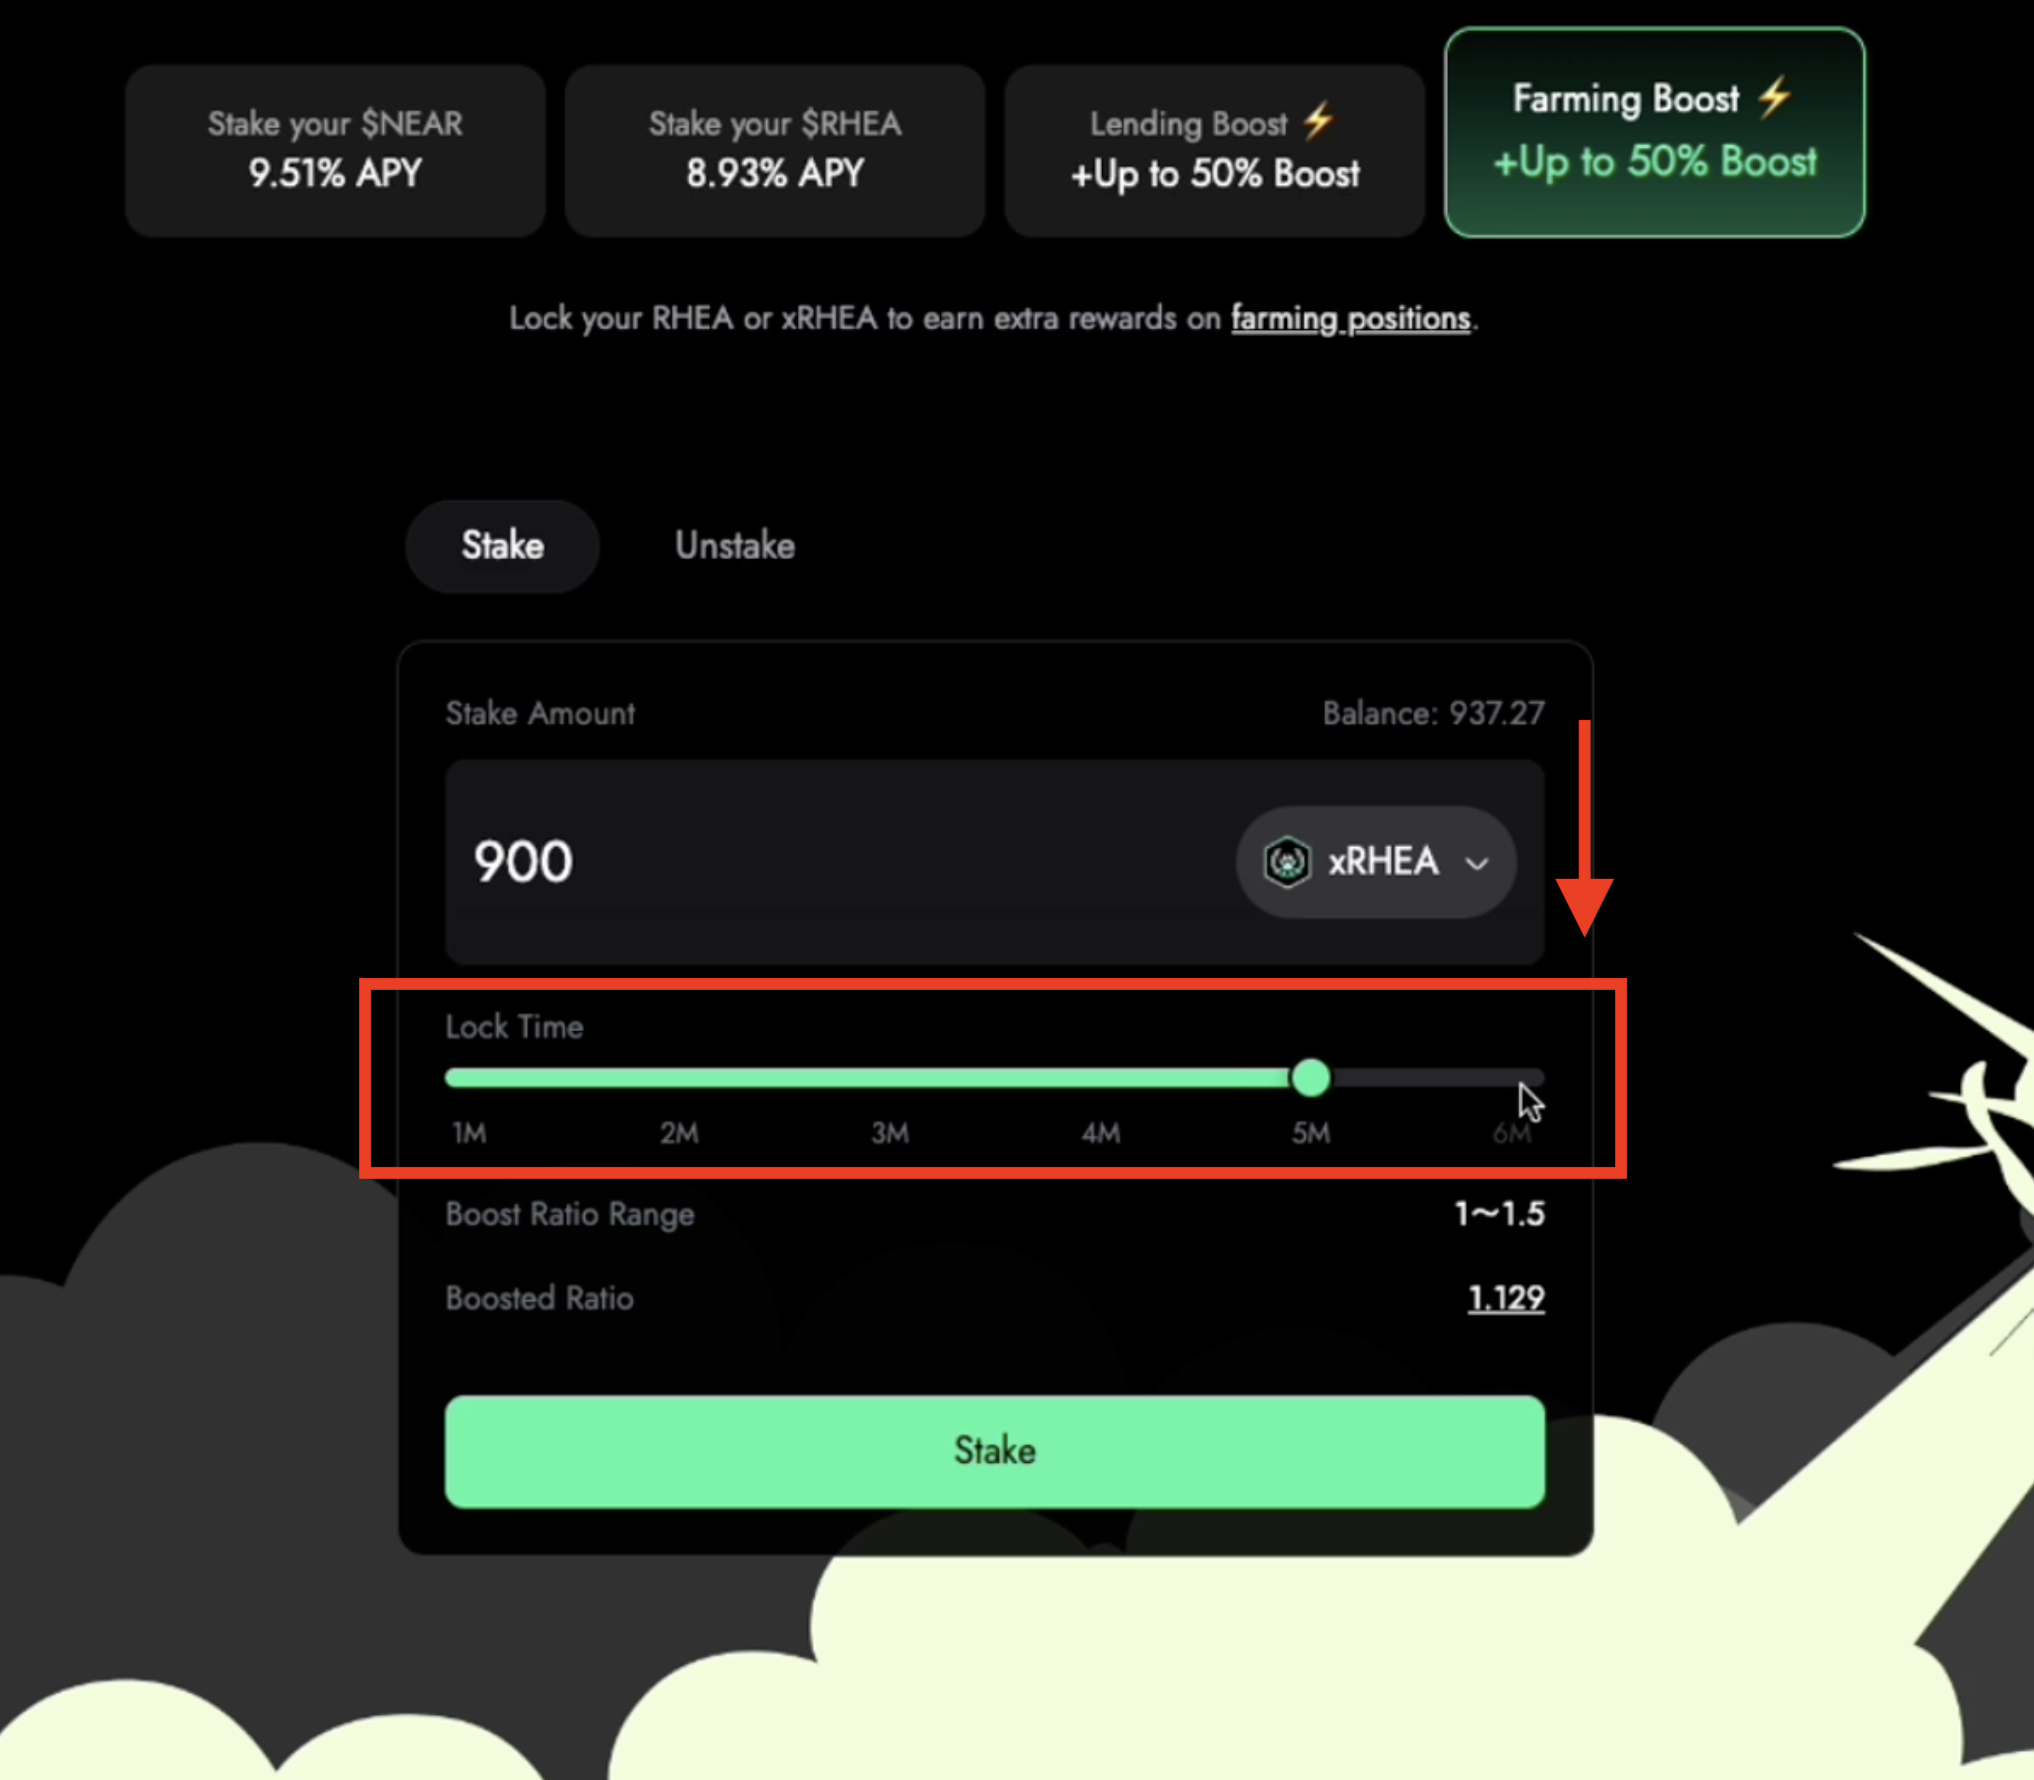 Stake your $NEAR
9.51% APY
Stake your $RHEA
8.93% APY
Lending Boost ⚡
+Up to 50% Boost
Farming Boost ⚡
+Up to 50% Boost
Lock your RHEA or xRHEA to earn extra rewards on farming positions.
Stake Unstake
Stake Amount Balance: 937.27
900 xRHEA
Lock Time
1M 2M 3M 4M 5M 6M
Boost Ratio Range 1~1.5
Boosted Ratio 1.129
Stake